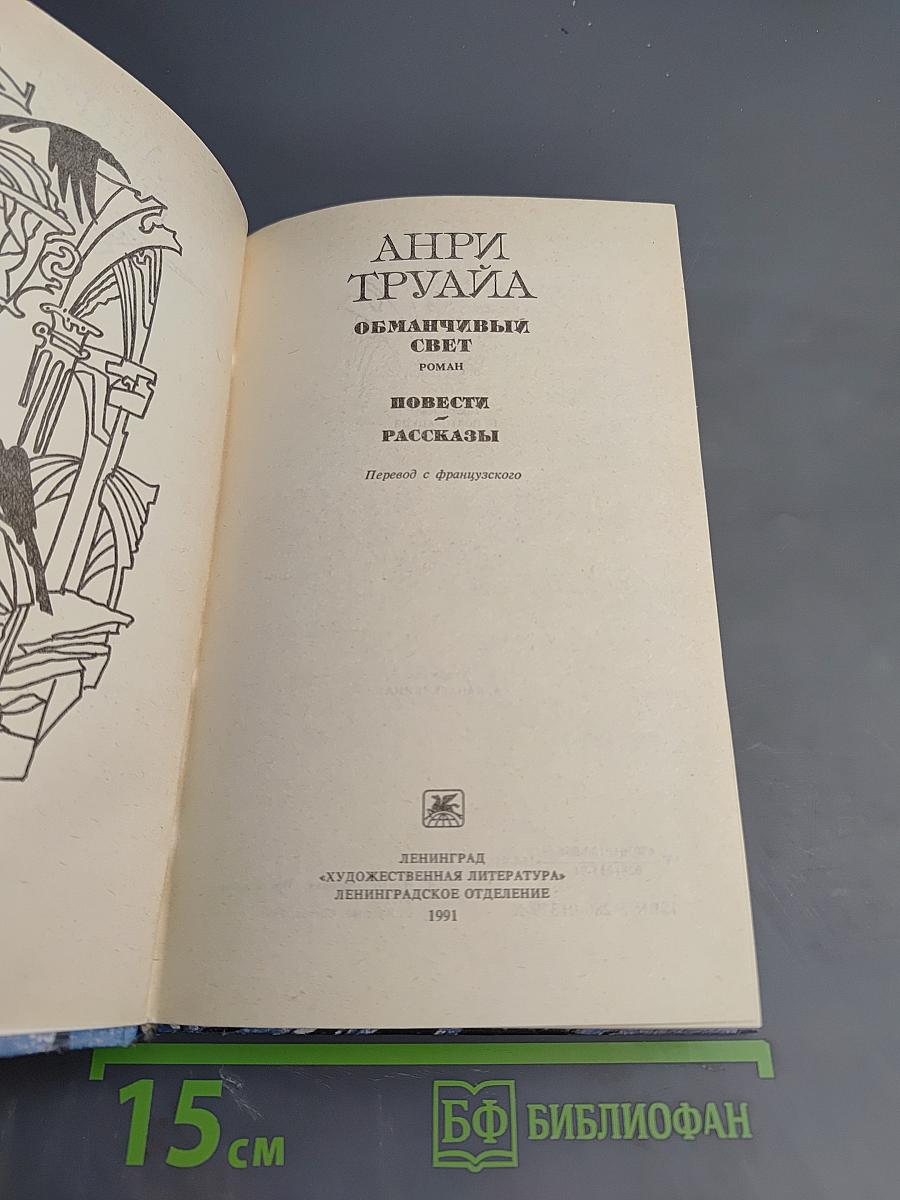 АНРИ
ТРУАЙА
ОБМАНЧИВЫЙ
СВЕТ
РОМАН
ПОВЕСТИ
~
РАССКАЗЫ
Перевод с французского
ЛЕНИНГРАД
«ХУДОЖЕСТВЕННАЯ ЛИТЕРАТУРА»
ЛЕНИНГРАДСКОЕ ОТДЕЛЕНИЕ
1991
15 см
БФ БИБЛИОФАН